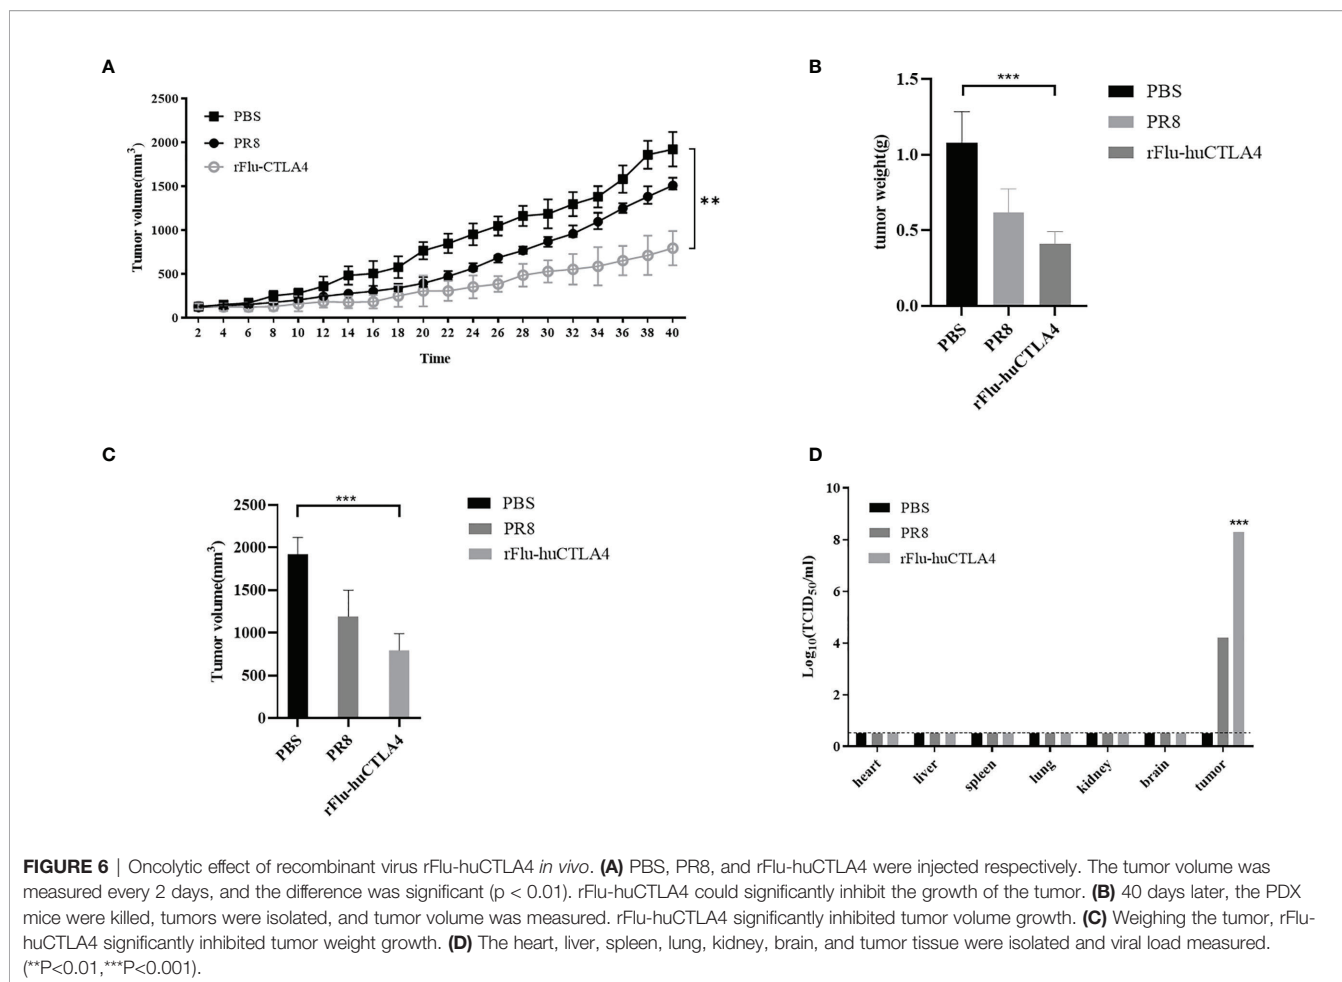 A
2500
2000
1500
1000
500
0
Tumor volume(mm³)
PBS
PR8
rFlu-CTLA4
**
2 4 6 8 10 12 14 16 18 20 22 24 26 28 30 32 34 36 38 40
Time
B
1.5
1.0
0.5
0.0
tumor weight(g)
***
PBS
PR8
rFlu-huCTLA4
PBS
PR8
rFlu-huCTLA4
C
2500
2000
1500
1000
500
0
Tumor volume(mm³)
***
PBS
PR8
rFlu-huCTLA4
PBS
PR8
rFlu-huCTLA4
D
10
8
6
4
2
0
Log₁₀(TCID₅₀/ml)
PBS
PR8
rFlu-huCTLA4
***
heart liver spleen lung kidney brain tumor
FIGURE 6 | Oncolytic effect of recombinant virus rFlu-huCTLA4 in vivo. (A) PBS, PR8, and rFlu-huCTLA4 were injected respectively. The tumor volume was
measured every 2 days, and the difference was significant (p < 0.01). rFlu-huCTLA4 could significantly inhibit the growth of the tumor. (B) 40 days later, the PDX
mice were killed, tumors were isolated, and tumor volume was measured. rFlu-huCTLA4 significantly inhibited tumor volume growth. (C) Weighing the tumor, rFlu-
huCTLA4 significantly inhibited tumor weight growth. (D) The heart, liver, spleen, lung, kidney, brain, and tumor tissue were isolated and viral load measured.
(**P<0.01,***P<0.001).